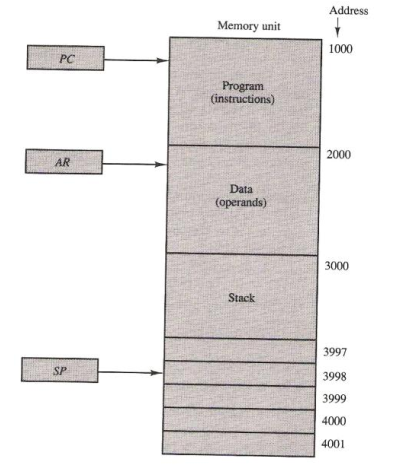 Address
Memory unit
1000
PC
Program
(instructions)
2000
AR
Data
(operands)
3000
Stack
3997
SP
3998
3999
4000
4001